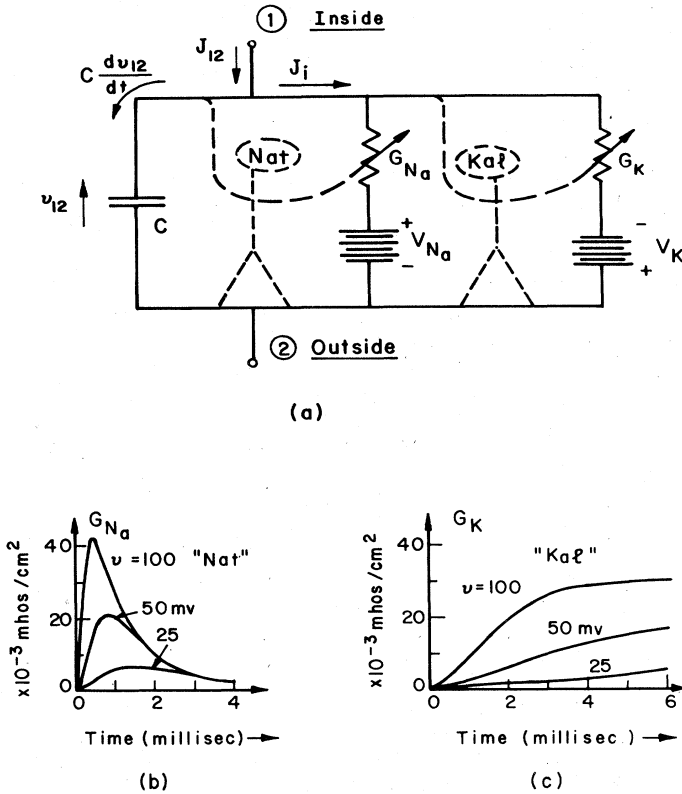 ① Inside
J12
Ji
C dv12/dt
Nat
GNa
Kal
GK
v12
C
+
VNa
-
-
VK
+
② Outside
(a)
GNa
x10-3 mhos/cm2
40
20
0
v=100 "Nat"
50 mv
25
0 2 4
Time (millisec)→
(b)
GK
x10-3 mhos/cm2
40
20
0
"Kal"
v=100
50 mv
25
0 2 4 6
Time (millisec)→
(c)